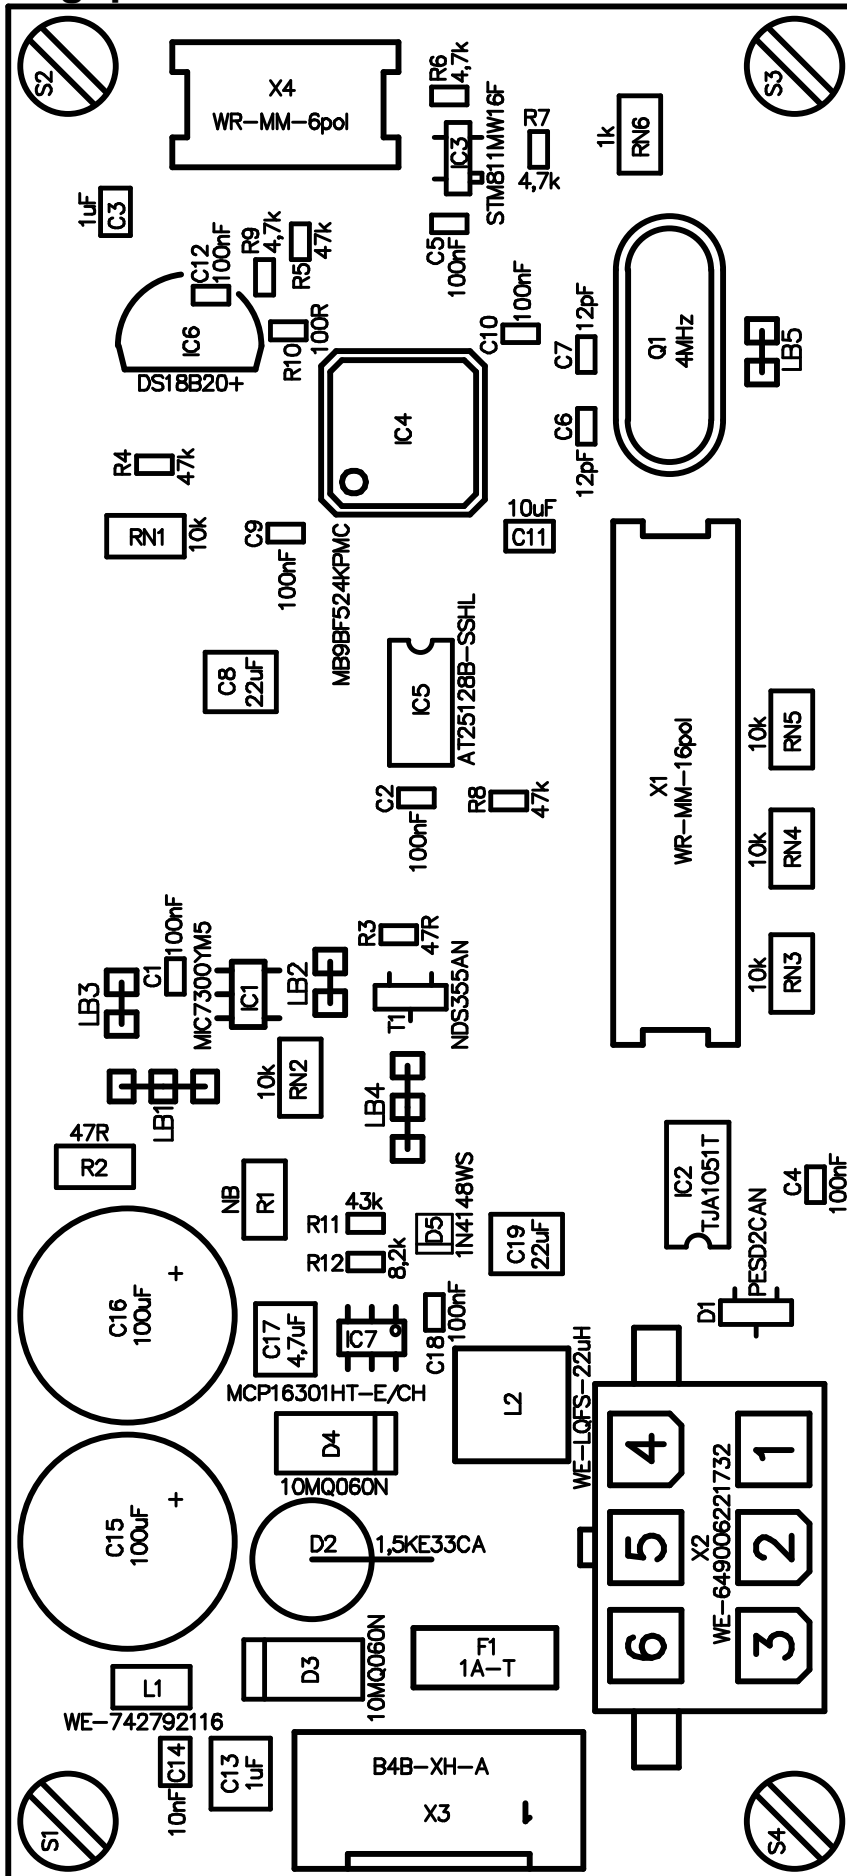 S2
X4
WR-MM-6pol
R6
4,7k
IC3
STM811MW16F
R7
4,7k
1k
RN6
S3
1uF
C3
C12
100nF
R9
4,7k
R5
47k
C5
100nF
IC6
DS18B20+
R10
100R
C10
100nF
C7
12pF
Q1
4MHz
LB5
IC4
C6
12pF
R4
47k
RN1
10k
C9
100nF
MB9BF524KPMC
10uF
C11
C8
22uF
IC5
AT25128B-SSHL
X1
WR-MM-16pol
10k
RN5
C2
100nF
R8
47k
10k
RN4
R3
47R
C1
100nF
MIC7300YM5
IC1
LB3
LB2
T1
NDS355AN
10k
RN3
10k
RN2
LB1
LB4
47R
R2
NB
R1
R11
43k
R12
8,2k
D5
1N4148WS
C19
22uF
IC2
TJA1051T
C4
100nF
C16
100uF
+
C17
4,7uF
IC7
MCP16301HT-E/CH
C18
100nF
D1
PESD2CAN
L2
WE-LQFS-22uH
D4
10MQ060N
C15
100uF
+
D2
1,5KE33CA
4
1
5
2
6
3
X2
WE-649006221732
D3
10MQ060N
F1
1A-T
L1
WE-742792116
C14
10nF
C13
1uF
B4B-XH-A
X3
1
S1
S4